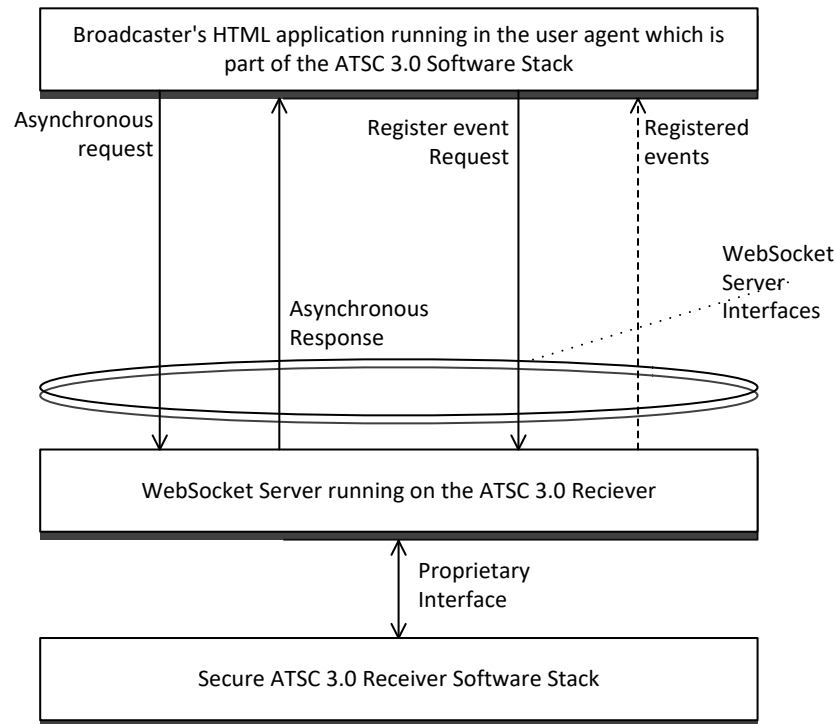 Broadcaster's HTML application running in the user agent which is
part of the ATSC 3.0 Software Stack
Asynchronous
request
Register event
Request
Registered
events
WebSocket
Server
Interfaces
Asynchronous
Response
WebSocket Server running on the ATSC 3.0 Reciever
Proprietary
Interface
Secure ATSC 3.0 Receiver Software Stack